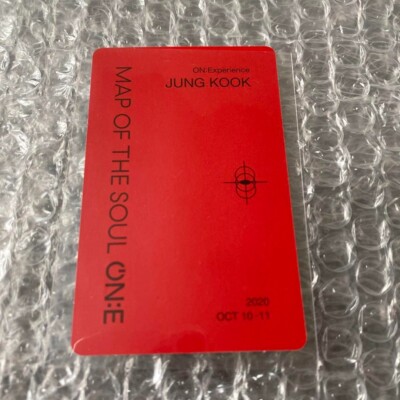 ON Experience
JUNG KOOK
MAP OF THE SOUL ON:E
2020
OCT 10-11